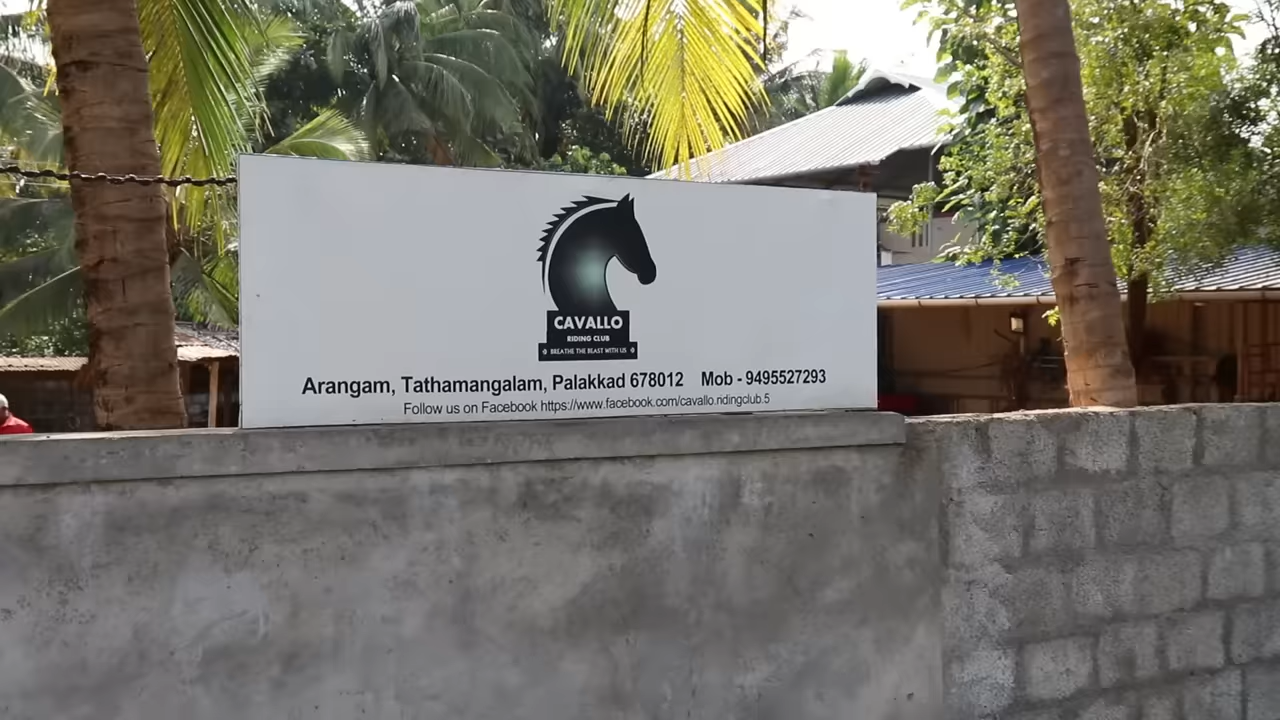 CAVALLO
RIDING CLUB
BREATHE THE BEAST WITH US
Arangam, Tathamangalam, Palakkad 678012 Mob - 9495527293
Follow us on Facebook https://www.facebook.com/cavallo.ridingclub.5